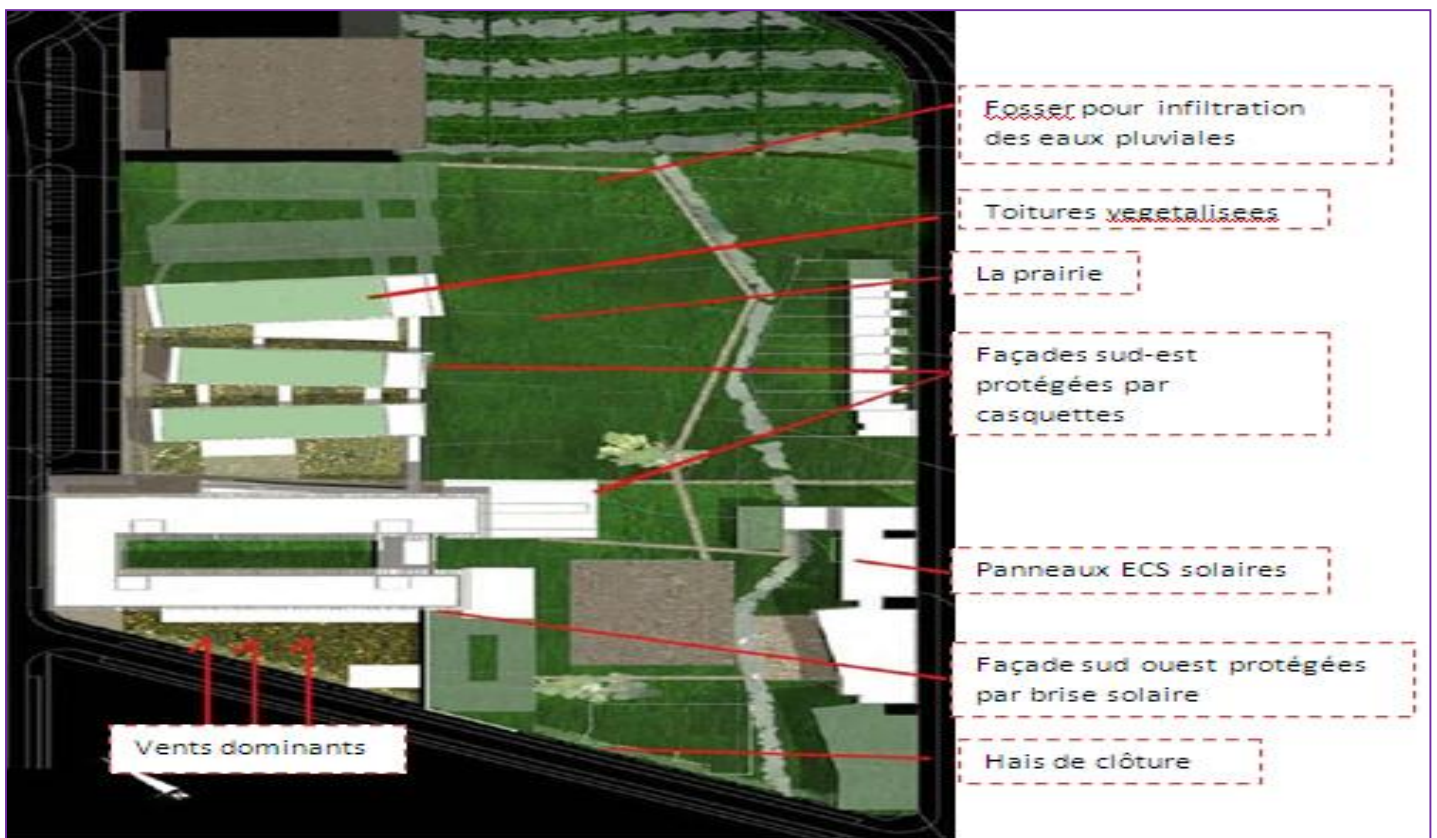 Fosser pour infiltration
des eaux pluviales
Toitures vegetalisees
La prairie
Façades sud-est
protégées par
casquettes
Panneaux ECS solaires
Façade sud ouest protégées
par brise solaire
Vents dominants
Hais de clôture